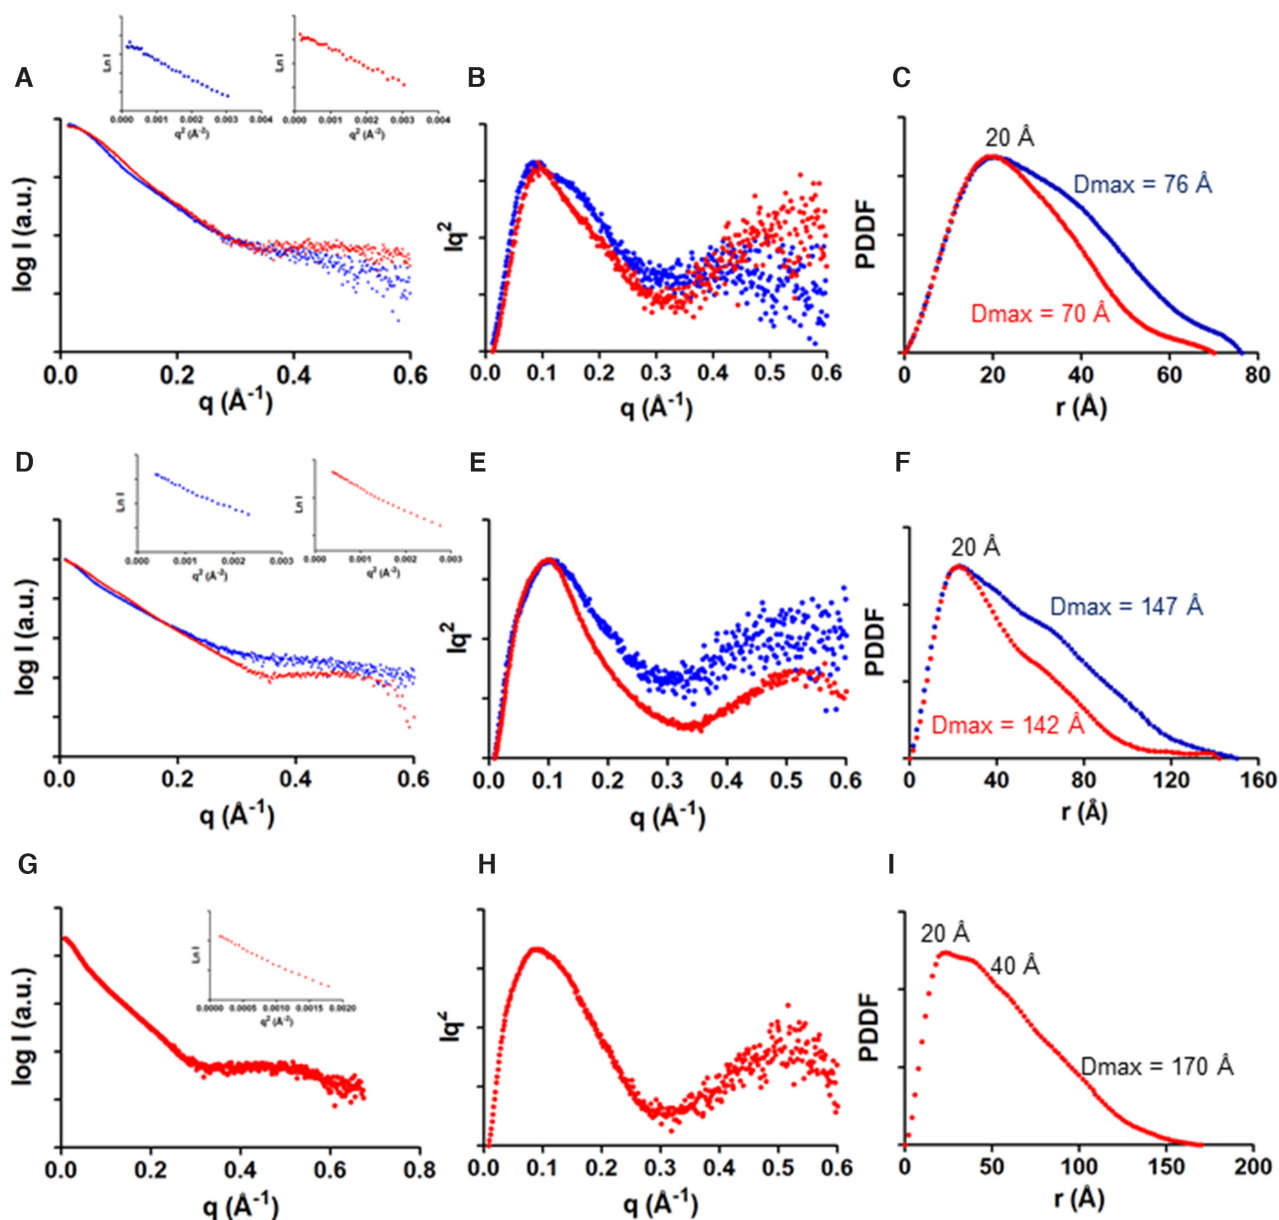 A
Ln I
0.000 0.001 0.002 0.003 0.004
q² (Å⁻²)
Ln I
0.000 0.001 0.002 0.003 0.004
q² (Å⁻²)
log I (a.u.)
0.0 0.2 0.4 0.6
q (Å⁻¹)
B
Iq²
0.0 0.1 0.2 0.3 0.4 0.5 0.6
q (Å⁻¹)
C
20 Å
Dmax = 76 Å
Dmax = 70 Å
PDDF
0 20 40 60 80
r (Å)
D
Ln I
0.000 0.001 0.002 0.003
q² (Å⁻²)
Ln I
0.000 0.001 0.002 0.003
q² (Å⁻²)
log I (a.u.)
0.0 0.2 0.4 0.6
q (Å⁻¹)
E
Iq²
0.0 0.1 0.2 0.3 0.4 0.5 0.6
q (Å⁻¹)
F
20 Å
Dmax = 147 Å
Dmax = 142 Å
PDDF
0 40 80 120 160
r (Å)
G
Ln I
0.0000 0.0005 0.0010 0.0015 0.0020
q² (Å⁻²)
log I (a.u.)
0.0 0.2 0.4 0.6 0.8
q (Å⁻¹)
H
Iq²
0.0 0.1 0.2 0.3 0.4 0.5 0.6
q (Å⁻¹)
I
20 Å
40 Å
Dmax = 170 Å
PDDF
0 50 100 150 200
r (Å)